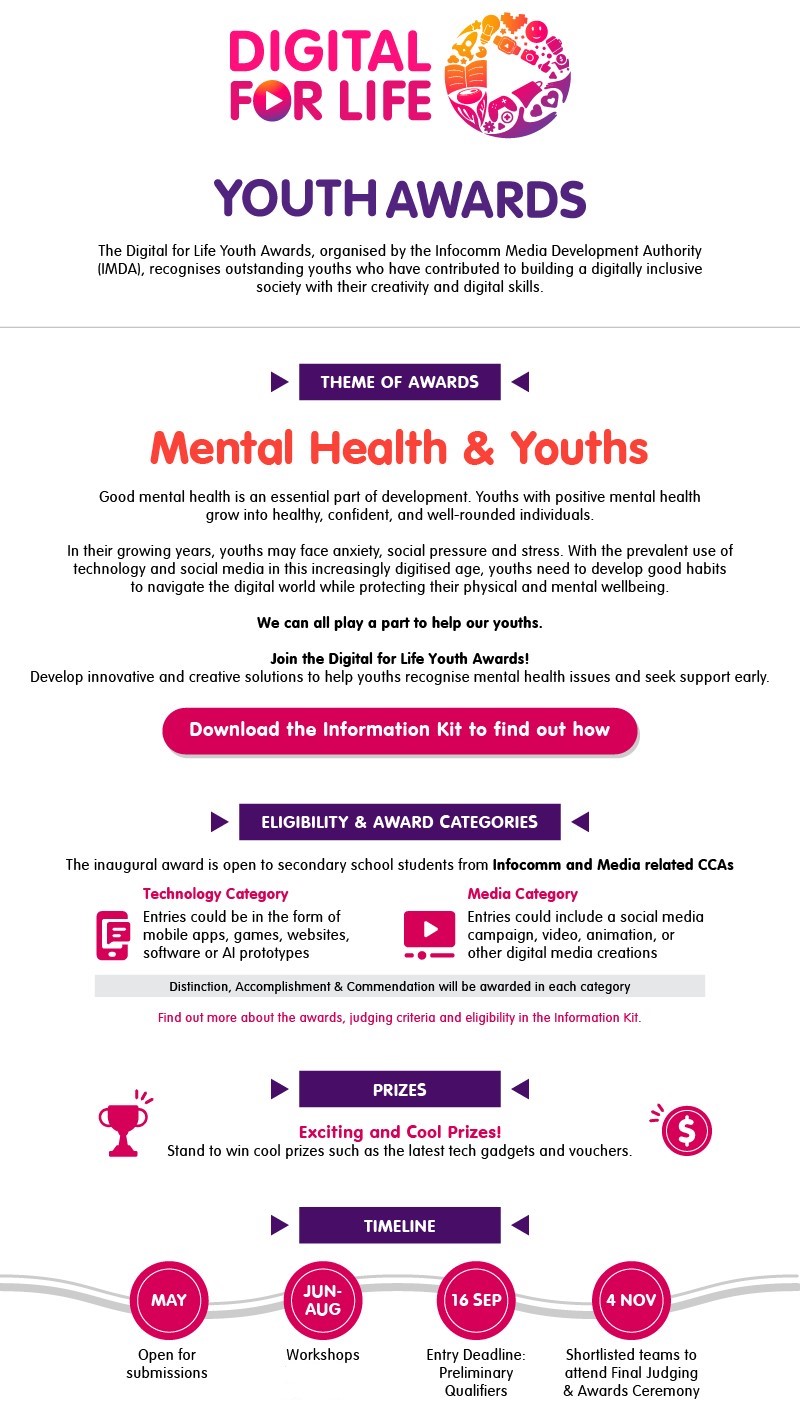 DIGITAL
FOR LIFE
YOUTH AWARDS
The Digital for Life Youth Awards, organised by the Infocomm Media Development Authority
(IMDA), recognises outstanding youths who have contributed to building a digitally inclusive
society with their creativity and digital skills.
THEME OF AWARDS
Mental Health & Youths
Good mental health is an essential part of development. Youths with positive mental health
grow into healthy, confident, and well-rounded individuals.
In their growing years, youths may face anxiety, social pressure and stress. With the prevalent use of
technology and social media in this increasingly digitised age, youths need to develop good habits
to navigate the digital world while protecting their physical and mental wellbeing.
We can all play a part to help our youths.
Join the Digital for Life Youth Awards!
Develop innovative and creative solutions to help youths recognise mental health issues and seek support early.
Download the Information Kit to find out how
ELIGIBILITY & AWARD CATEGORIES
The inaugural award is open to secondary school students from Infocomm and Media related CCAs
Technology Category
Entries could be in the form of
mobile apps, games, websites,
software or AI prototypes
Media Category
Entries could include a social media
campaign, video, animation, or
other digital media creations
Distinction, Accomplishment & Commendation will be awarded in each category
Find out more about the awards, judging criteria and eligibility in the Information Kit.
PRIZES
Exciting and Cool Prizes!
Stand to win cool prizes such as the latest tech gadgets and vouchers.
$
TIMELINE
MAY
Open for
submissions
JUN-
AUG
Workshops
16 SEP
Entry Deadline:
Preliminary
Qualifiers
4 NOV
Shortlisted teams to
attend Final Judging
& Awards Ceremony